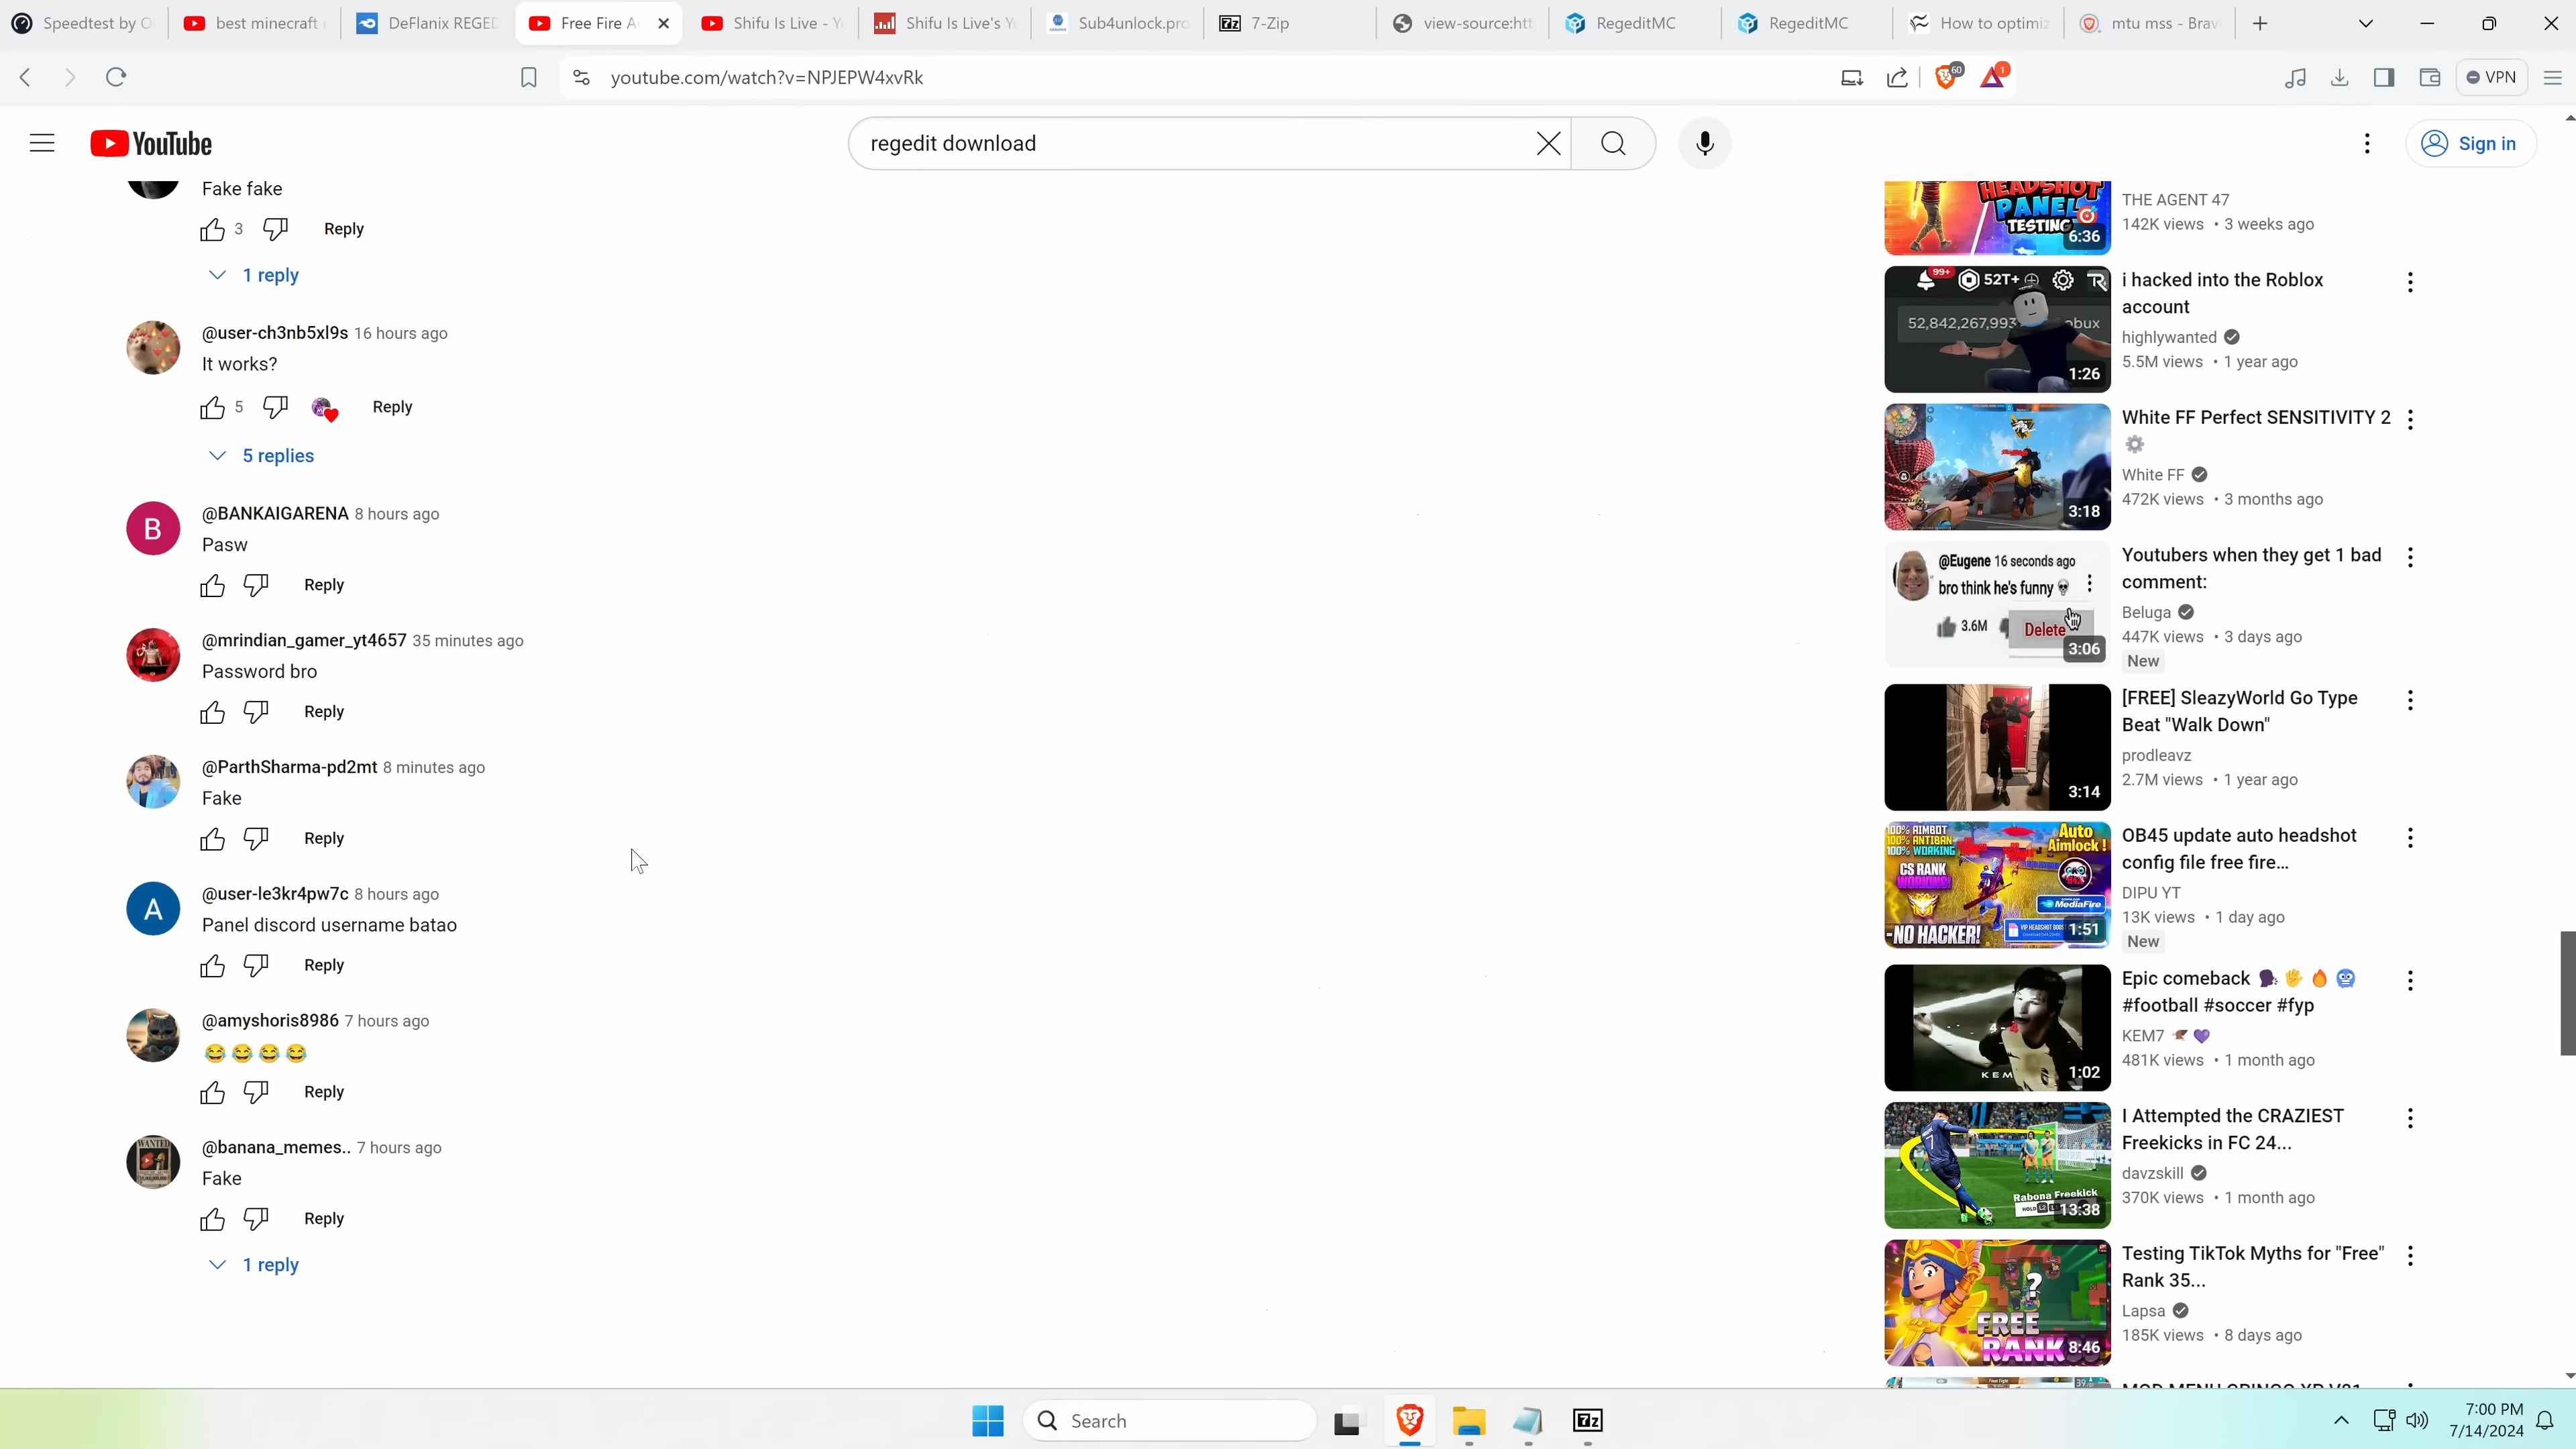 Speedtest by O
best minecraft
DeFlanix REGED
Free Fire A
Shifu Is Live - Y
Shifu Is Live's Y
Sub4unlock.pro
7-Zip
view-source:htt
RegeditMC
RegeditMC
How to optimiz
mtu mss - Brav
youtube.com/watch?v=NPJEPW4xvRk
60
1
VPN
YouTube
regedit download
Sign in
Fake fake
3
Reply
1 reply
@user-ch3nb5xl9s 16 hours ago
It works?
5
Reply
5 replies
B
@BANKAIGARENA 8 hours ago
Pasw
Reply
@mrindian_gamer_yt4657 35 minutes ago
Password bro
Reply
@ParthSharma-pd2mt 8 minutes ago
Fake
Reply
A
@user-le3kr4pw7c 8 hours ago
Panel discord username batao
Reply
@amyshoris8986 7 hours ago
😂😂😂😂
Reply
WANTED
@banana_memes.. 7 hours ago
Fake
Reply
1 reply
HEADSHOT
PANEL
TESTING
6:36
THE AGENT 47
142K views • 3 weeks ago
99+
52T+
52,842,267,993
obux
1:26
i hacked into the Roblox
account
highlywanted
5.5M views • 1 year ago
3:18
White FF Perfect SENSITIVITY 2
⚙️
White FF
472K views • 3 months ago
@Eugene 16 seconds ago
bro think he's funny 💀
3.6M
Delete
3:06
Youtubers when they get 1 bad
comment:
Beluga
447K views • 3 days ago
New
3:14
[FREE] SleazyWorld Go Type
Beat "Walk Down"
prodleavz
2.7M views • 1 year ago
100% AIMBOT
100% ANTIBAN
100% WORKING
Auto
Aimlock !
CS RANK
WORKING
MediaFire
-NO HACKER!
1:51
OB45 update auto headshot
config file free fire...
DIPU YT
13K views • 1 day ago
New
4 - 4
KEM
1:02
Epic comeback 🗣️ 🖐️ 🔥 🥶
#football #soccer #fyp
KEM7 🪶 💜
481K views • 1 month ago
7
Rabona Freekick
HOLD
13:38
I Attempted the CRAZIEST
Freekicks in FC 24...
davzskill
370K views • 1 month ago
?
FREE
RANK
8:46
Testing TikTok Myths for "Free"
Rank 35...
Lapsa
185K views • 8 days ago
Search
7z
7:00 PM
7/14/2024